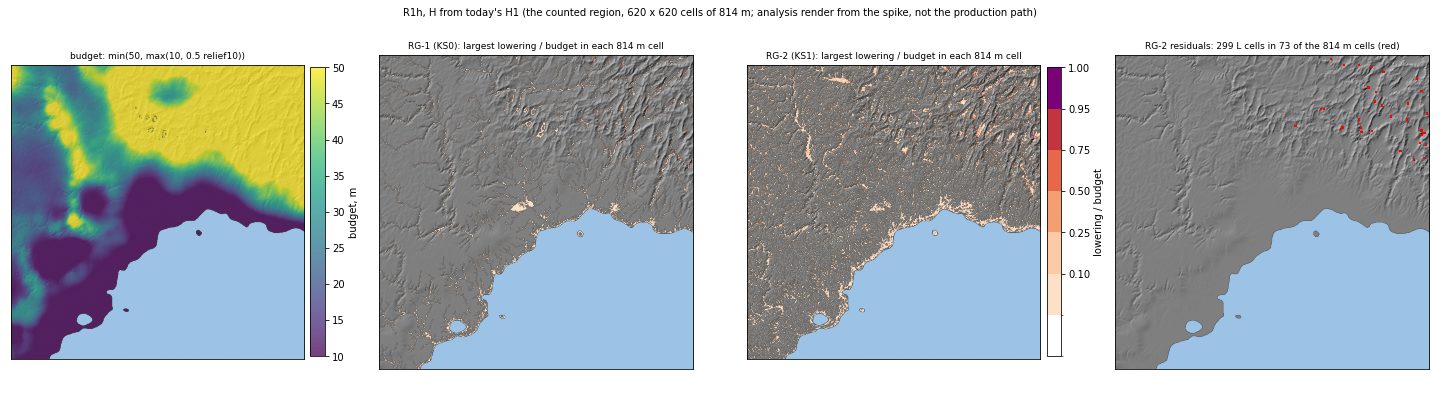 R1h, H from today's H1 (the counted region, 620 x 620 cells of 814 m; analysis render from the spike, not the production path)
budget: min(50, max(10, 0.5 relief10))
50
45
40
35
30
25
20
15
10
budget, m
RG-1 (KS0): largest lowering / budget in each 814 m cell
RG-2 (KS1): largest lowering / budget in each 814 m cell
1.00
0.95
0.75
0.50
0.25
0.10
lowering / budget
RG-2 residuals: 299 L cells in 73 of the 814 m cells (red)